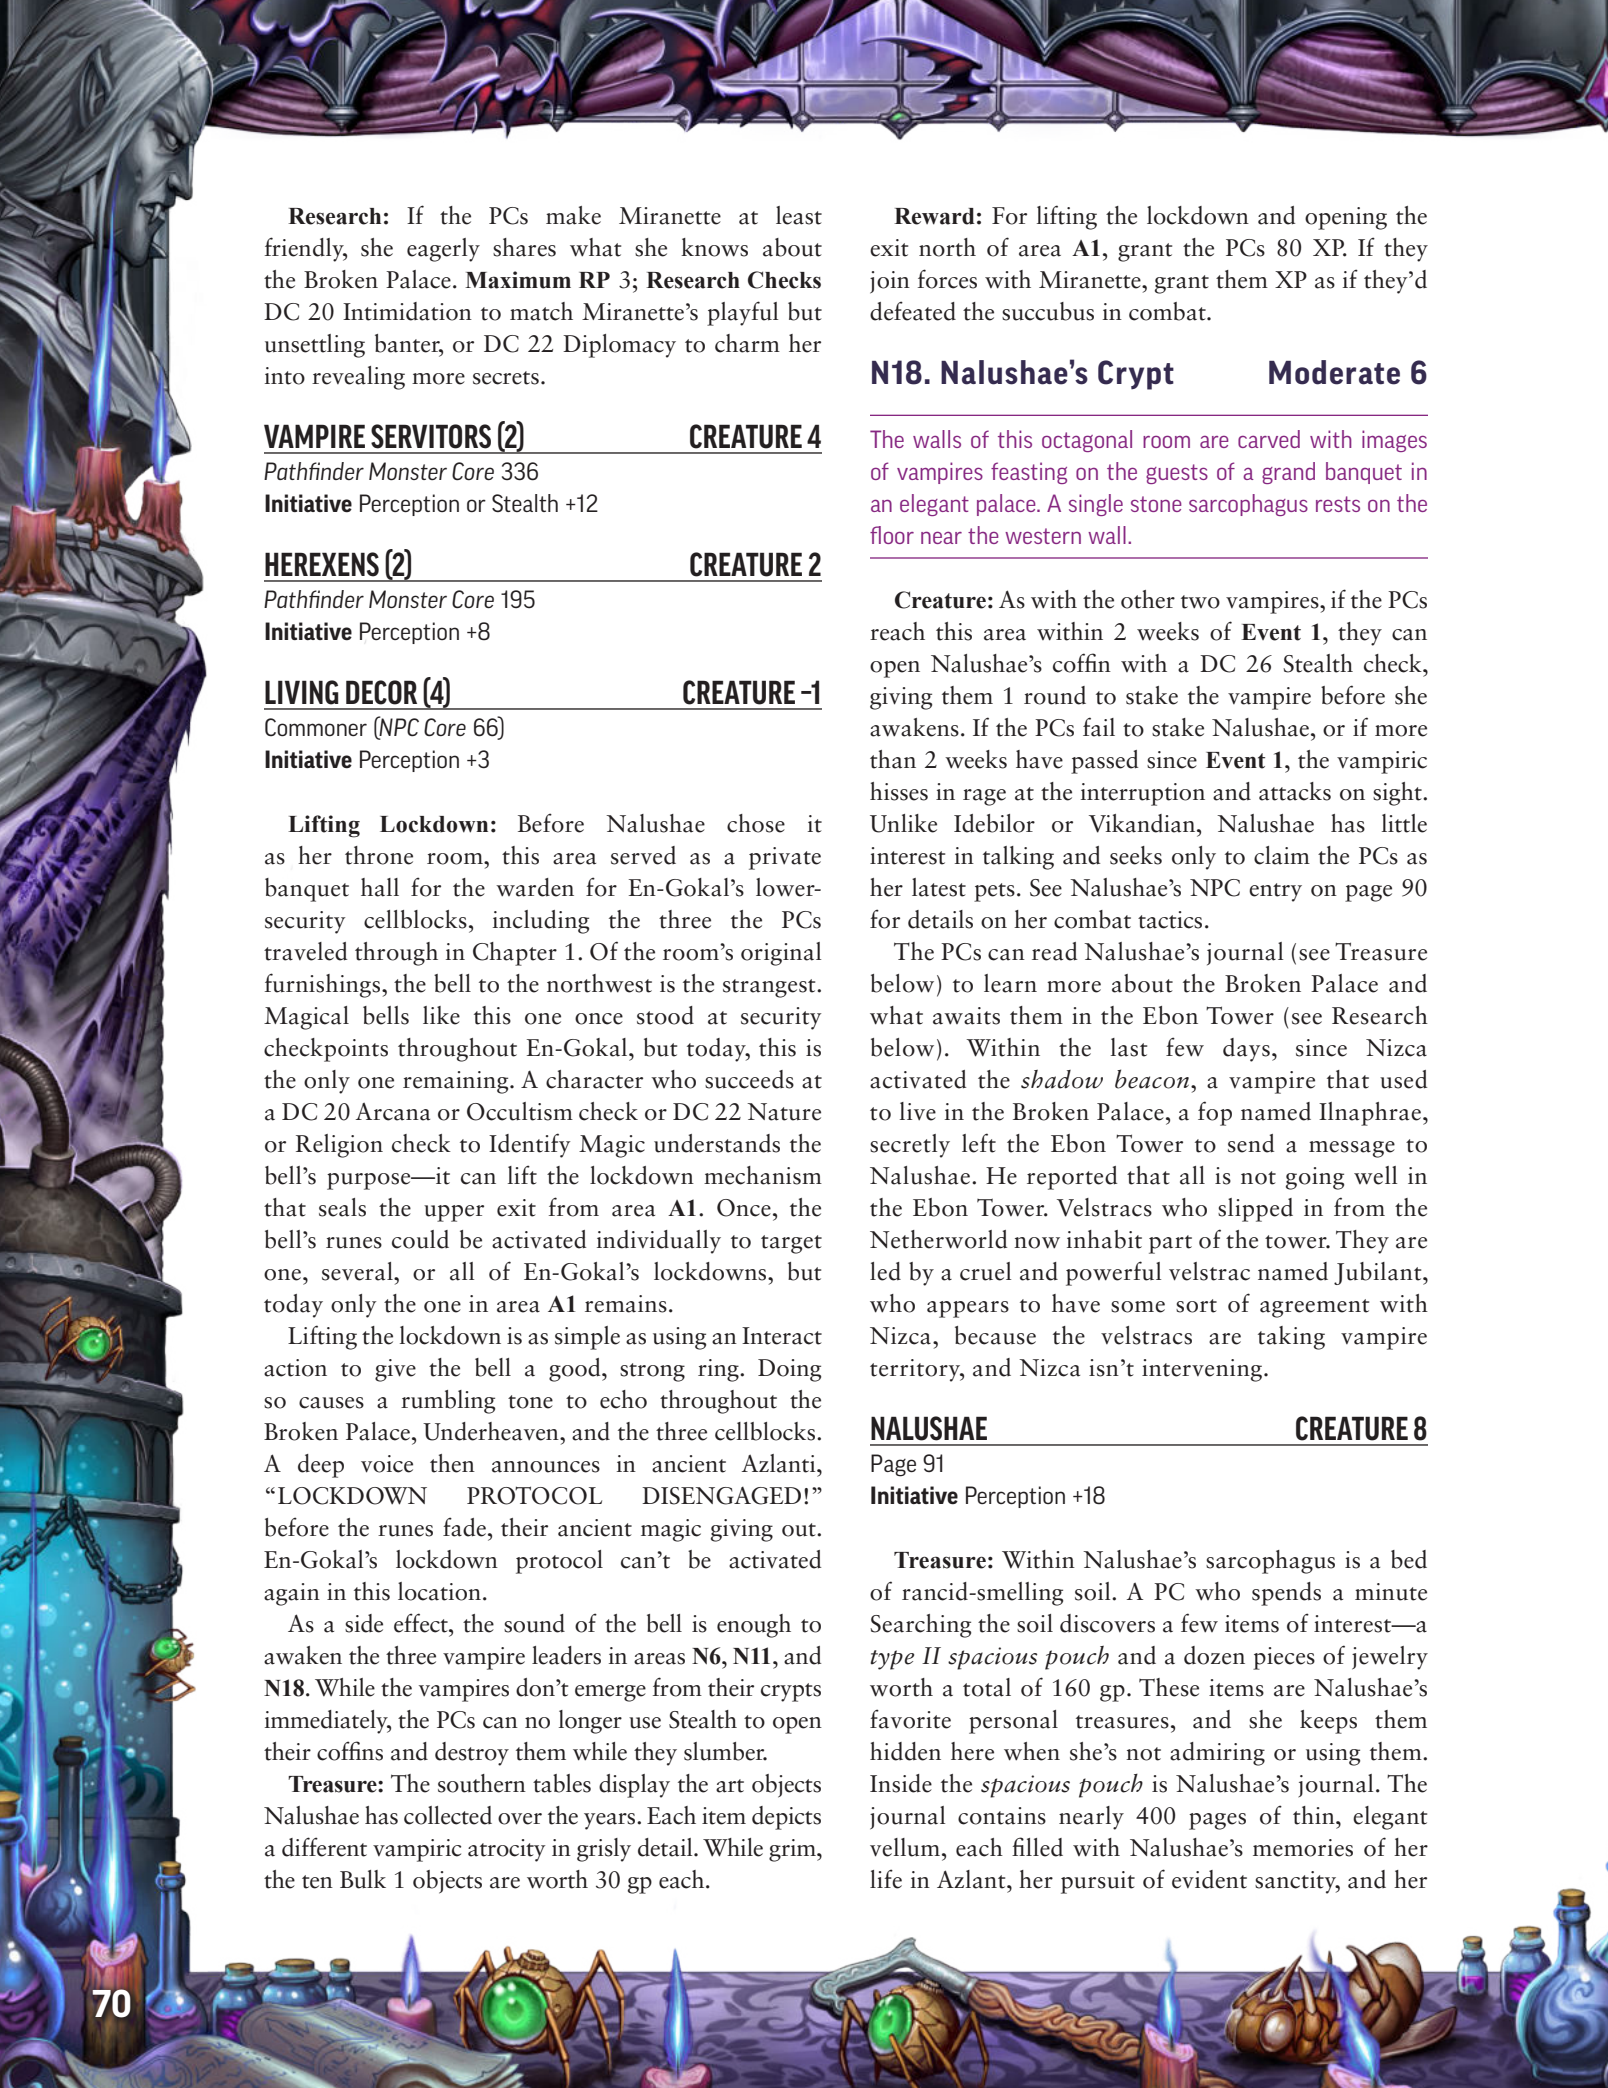 Research: If the PCs make Miranette at least
friendly, she eagerly shares what she knows about
the Broken Palace. Maximum RP 3; Research Checks
DC 20 Intimidation to match Miranette's playful but
unsettling banter, or DC 22 Diplomacy to charm her
into revealing more secrets.
VAMPIRE SERVITORS (2) CREATURE 4
Pathfinder Monster Core 336
Initiative Perception or Stealth +12
HEREXENS (2) CREATURE 2
Pathfinder Monster Core 195
Initiative Perception +8
LIVING DECOR (4) CREATURE –1
Commoner (NPC Core 66)
Initiative Perception +3
Lifting Lockdown: Before Nalushae chose it
as her throne room, this area served as a private
banquet hall for the warden for En-Gokal's lower-
security cellblocks, including the three the PCs
traveled through in Chapter 1. Of the room's original
furnishings, the bell to the northwest is the strangest.
Magical bells like this one once stood at security
checkpoints throughout En-Gokal, but today, this is
the only one remaining. A character who succeeds at
a DC 20 Arcana or Occultism check or DC 22 Nature
or Religion check to Identify Magic understands the
bell's purpose—it can lift the lockdown mechanism
that seals the upper exit from area A1. Once, the
bell's runes could be activated individually to target
one, several, or all of En-Gokal's lockdowns, but
today only the one in area A1 remains.
Lifting the lockdown is as simple as using an Interact
action to give the bell a good, strong ring. Doing
so causes a rumbling tone to echo throughout the
Broken Palace, Underheaven, and the three cellblocks.
A deep voice then announces in ancient Azlanti,
"LOCKDOWN PROTOCOL DISENGAGED!"
before the runes fade, their ancient magic giving out.
En-Gokal's lockdown protocol can't be activated
again in this location.
As a side effect, the sound of the bell is enough to
awaken the three vampire leaders in areas N6, N11, and
N18. While the vampires don't emerge from their crypts
immediately, the PCs can no longer use Stealth to open
their coffins and destroy them while they slumber.
Treasure: The southern tables display the art objects
Nalushae has collected over the years. Each item depicts
a different vampiric atrocity in grisly detail. While grim,
the ten Bulk 1 objects are worth 30 gp each.
Reward: For lifting the lockdown and opening the
exit north of area A1, grant the PCs 80 XP. If they
join forces with Miranette, grant them XP as if they'd
defeated the succubus in combat.
N18. Nalushae's Crypt Moderate 6
The walls of this octagonal room are carved with images
of vampires feasting on the guests of a grand banquet in
an elegant palace. A single stone sarcophagus rests on the
floor near the western wall.
Creature: As with the other two vampires, if the PCs
reach this area within 2 weeks of Event 1, they can
open Nalushae's coffin with a DC 26 Stealth check,
giving them 1 round to stake the vampire before she
awakens. If the PCs fail to stake Nalushae, or if more
than 2 weeks have passed since Event 1, the vampiric
hisses in rage at the interruption and attacks on sight.
Unlike Idebilor or Vikandian, Nalushae has little
interest in talking and seeks only to claim the PCs as
her latest pets. See Nalushae's NPC entry on page 90
for details on her combat tactics.
The PCs can read Nalushae's journal (see Treasure
below) to learn more about the Broken Palace and
what awaits them in the Ebon Tower (see Research
below). Within the last few days, since Nizca
activated the shadow beacon, a vampire that used
to live in the Broken Palace, a fop named Ilnaphrae,
secretly left the Ebon Tower to send a message to
Nalushae. He reported that all is not going well in
the Ebon Tower. Velstracs who slipped in from the
Netherworld now inhabit part of the tower. They are
led by a cruel and powerful velstrac named Jubilant,
who appears to have some sort of agreement with
Nizca, because the velstracs are taking vampire
territory, and Nizca isn't intervening.
NALUSHAE CREATURE 8
Page 91
Initiative Perception +18
Treasure: Within Nalushae's sarcophagus is a bed
of rancid-smelling soil. A PC who spends a minute
Searching the soil discovers a few items of interest—a
type II spacious pouch and a dozen pieces of jewelry
worth a total of 160 gp. These items are Nalushae's
favorite personal treasures, and she keeps them
hidden here when she's not admiring or using them.
Inside the spacious pouch is Nalushae's journal. The
journal contains nearly 400 pages of thin, elegant
vellum, each filled with Nalushae's memories of her
life in Azlant, her pursuit of evident sanctity, and her
70